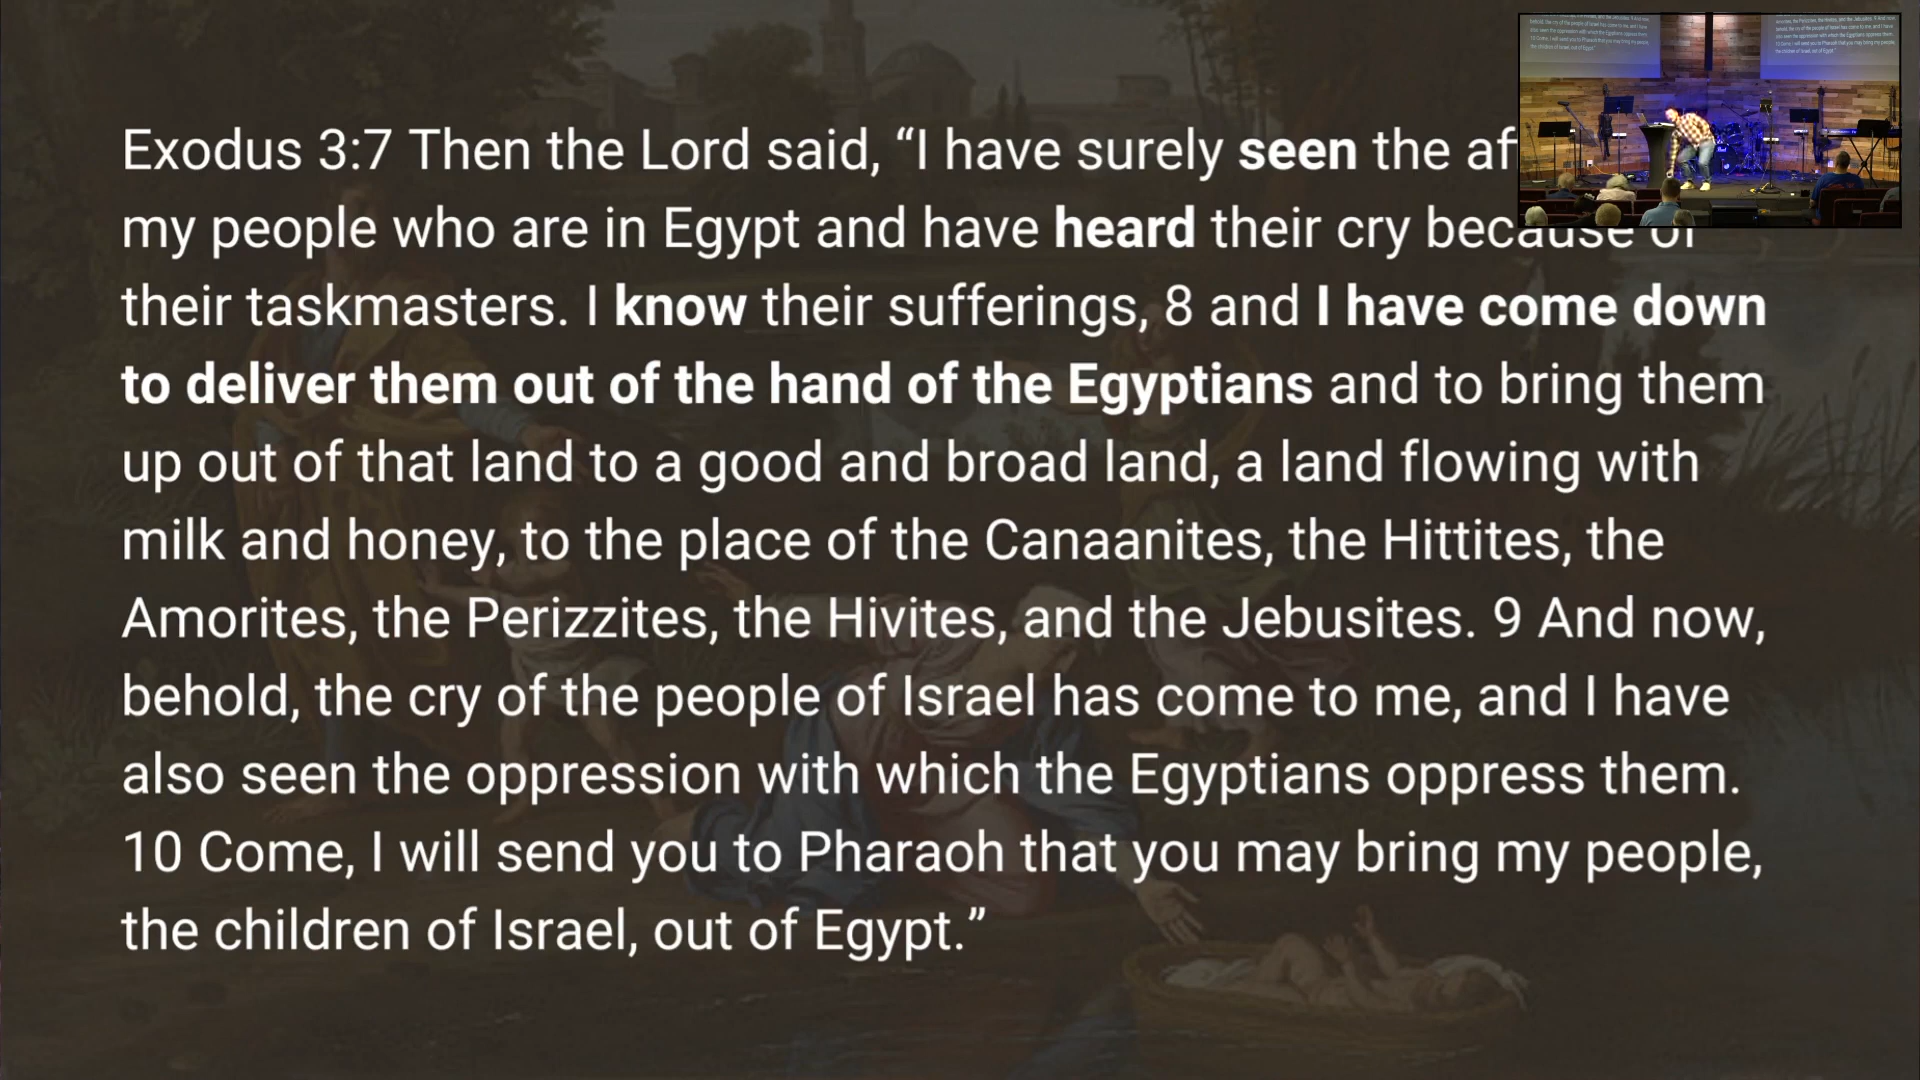 Exodus 3:7 Then the Lord said, “I have surely seen the
my people who are in Egypt and have heard their cry because of
their taskmasters. I know their sufferings, 8 and I have come down
to deliver them out of the hand of the Egyptians and to bring them
up out of that land to a good and broad land, a land flowing with
milk and honey, to the place of the Canaanites, the Hittites, the
Amorites, the Perizzites, the Hivites, and the Jebusites. 9 And now,
behold, the cry of the people of Israel has come to me, and I have
also seen the oppression with which the Egyptians oppress them.
10 Come, I will send you to Pharaoh that you may bring my people,
the children of Israel, out of Egypt.”